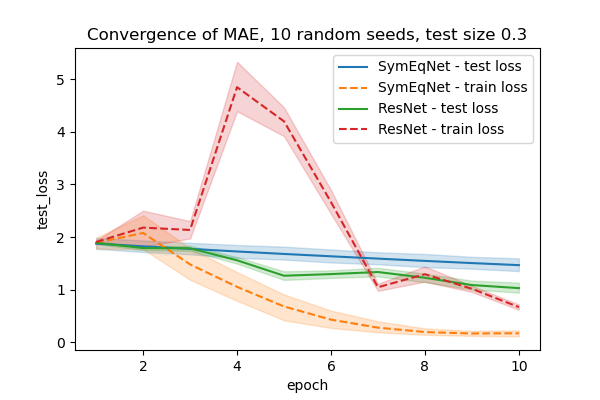 Convergence of MAE, 10 random seeds, test size 0.3
SymEqNet - test loss
SymEqNet - train loss
ResNet - test loss
ResNet - train loss
test_loss
5
4
3
2
1
0
2
4
6
8
10
epoch